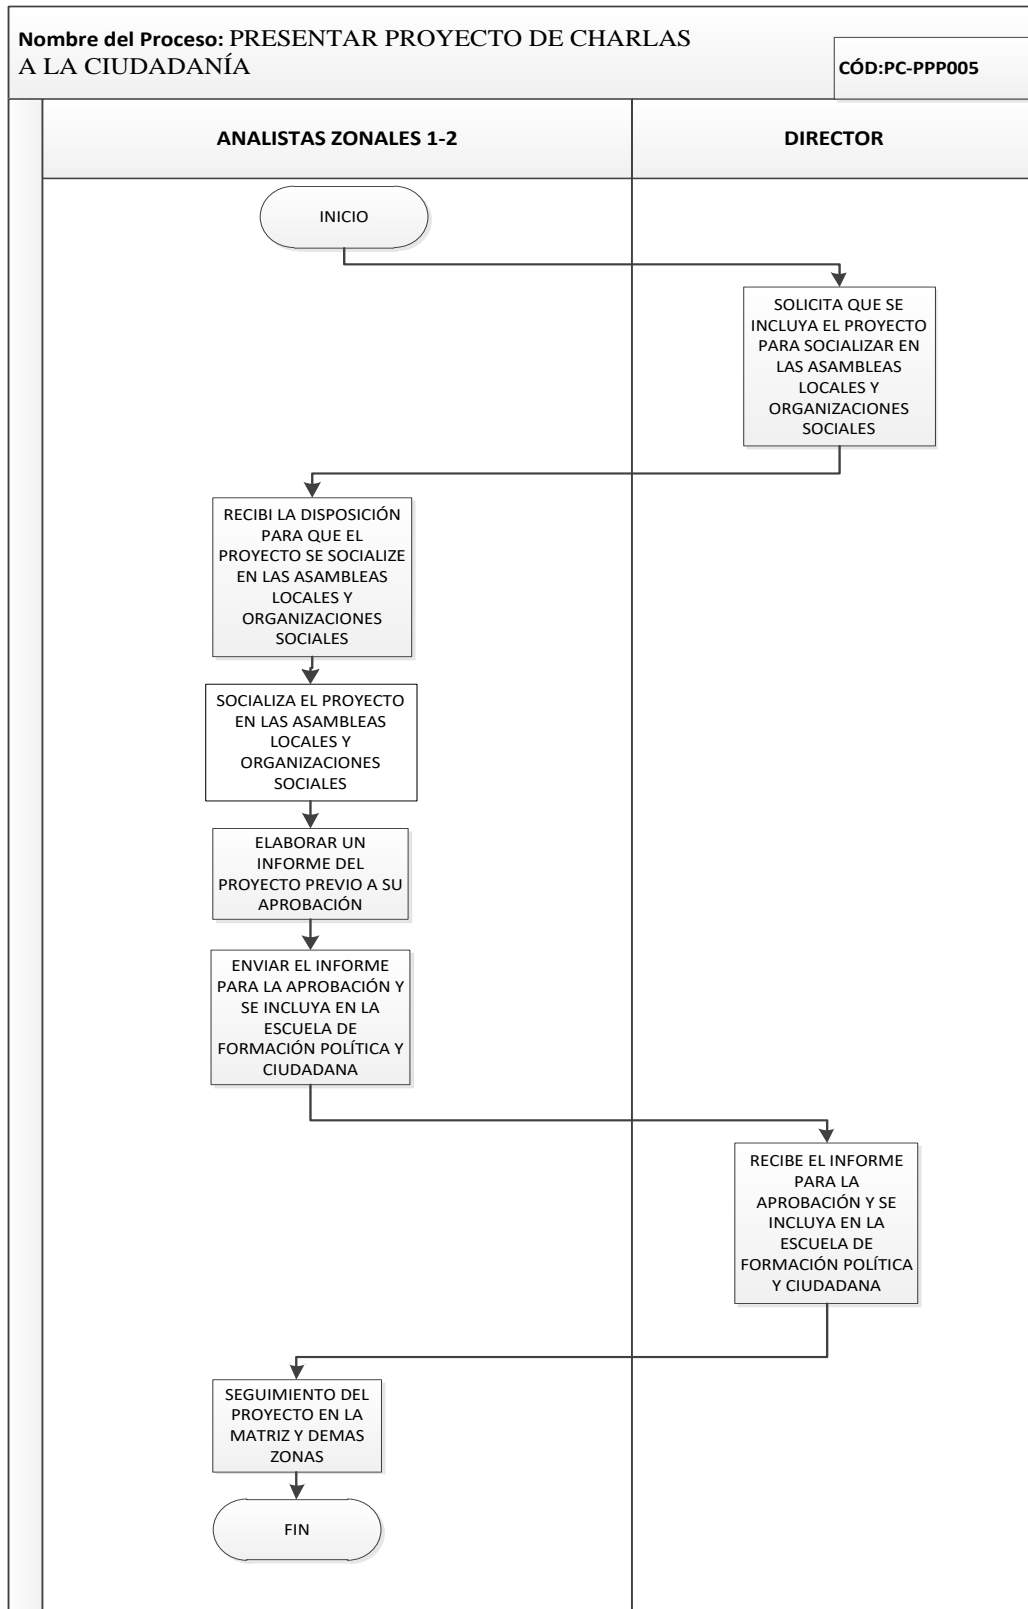 Nombre del Proceso: PRESENTAR PROYECTO DE CHARLAS
A LA CIUDADANÍA
CÓD:PC-PPP005
ANALISTAS ZONALES 1-2
DIRECTOR
INICIO
SOLICITA QUE SE
INCLUYA EL PROYECTO
PARA SOCIALIZAR EN
LAS ASAMBLEAS
LOCALES Y
ORGANIZACIONES
SOCIALES
RECIBI LA DISPOSICIÓN
PARA QUE EL
PROYECTO SE SOCIALIZE
EN LAS ASAMBLEAS
LOCALES Y
ORGANIZACIONES
SOCIALES
SOCIALIZA EL PROYECTO
EN LAS ASAMBLEAS
LOCALES Y
ORGANIZACIONES
SOCIALES
ELABORAR UN
INFORME DEL
PROYECTO PREVIO A SU
APROBACIÓN
ENVIAR EL INFORME
PARA LA APROBACIÓN Y
SE INCLUYA EN LA
ESCUELA DE
FORMACIÓN POLÍTICA Y
CIUDADANA
RECIBE EL INFORME
PARA LA
APROBACIÓN Y SE
INCLUYA EN LA
ESCUELA DE
FORMACIÓN POLÍTICA
Y CIUDADANA
SEGUIMIENTO DEL
PROYECTO EN LA
MATRIZ Y DEMAS
ZONAS
FIN